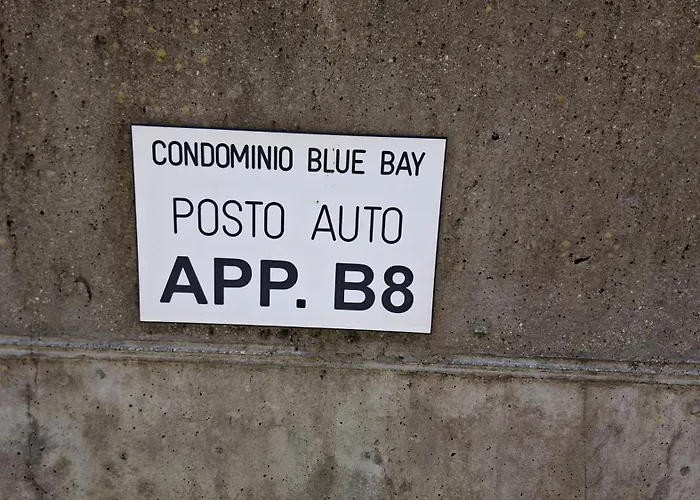 CONDOMINIO BLUE BAY
POSTO AUTO
APP. B8